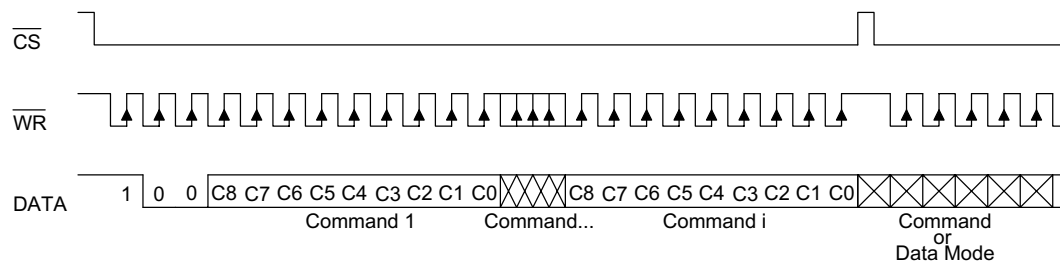 CS
WR
DATA 1 0 0 C8 C7 C6 C5 C4 C3 C2 C1 C0 C8 C7 C6 C5 C4 C3 C2 C1 C0
Command 1 Command... Command i Command
or
Data Mode